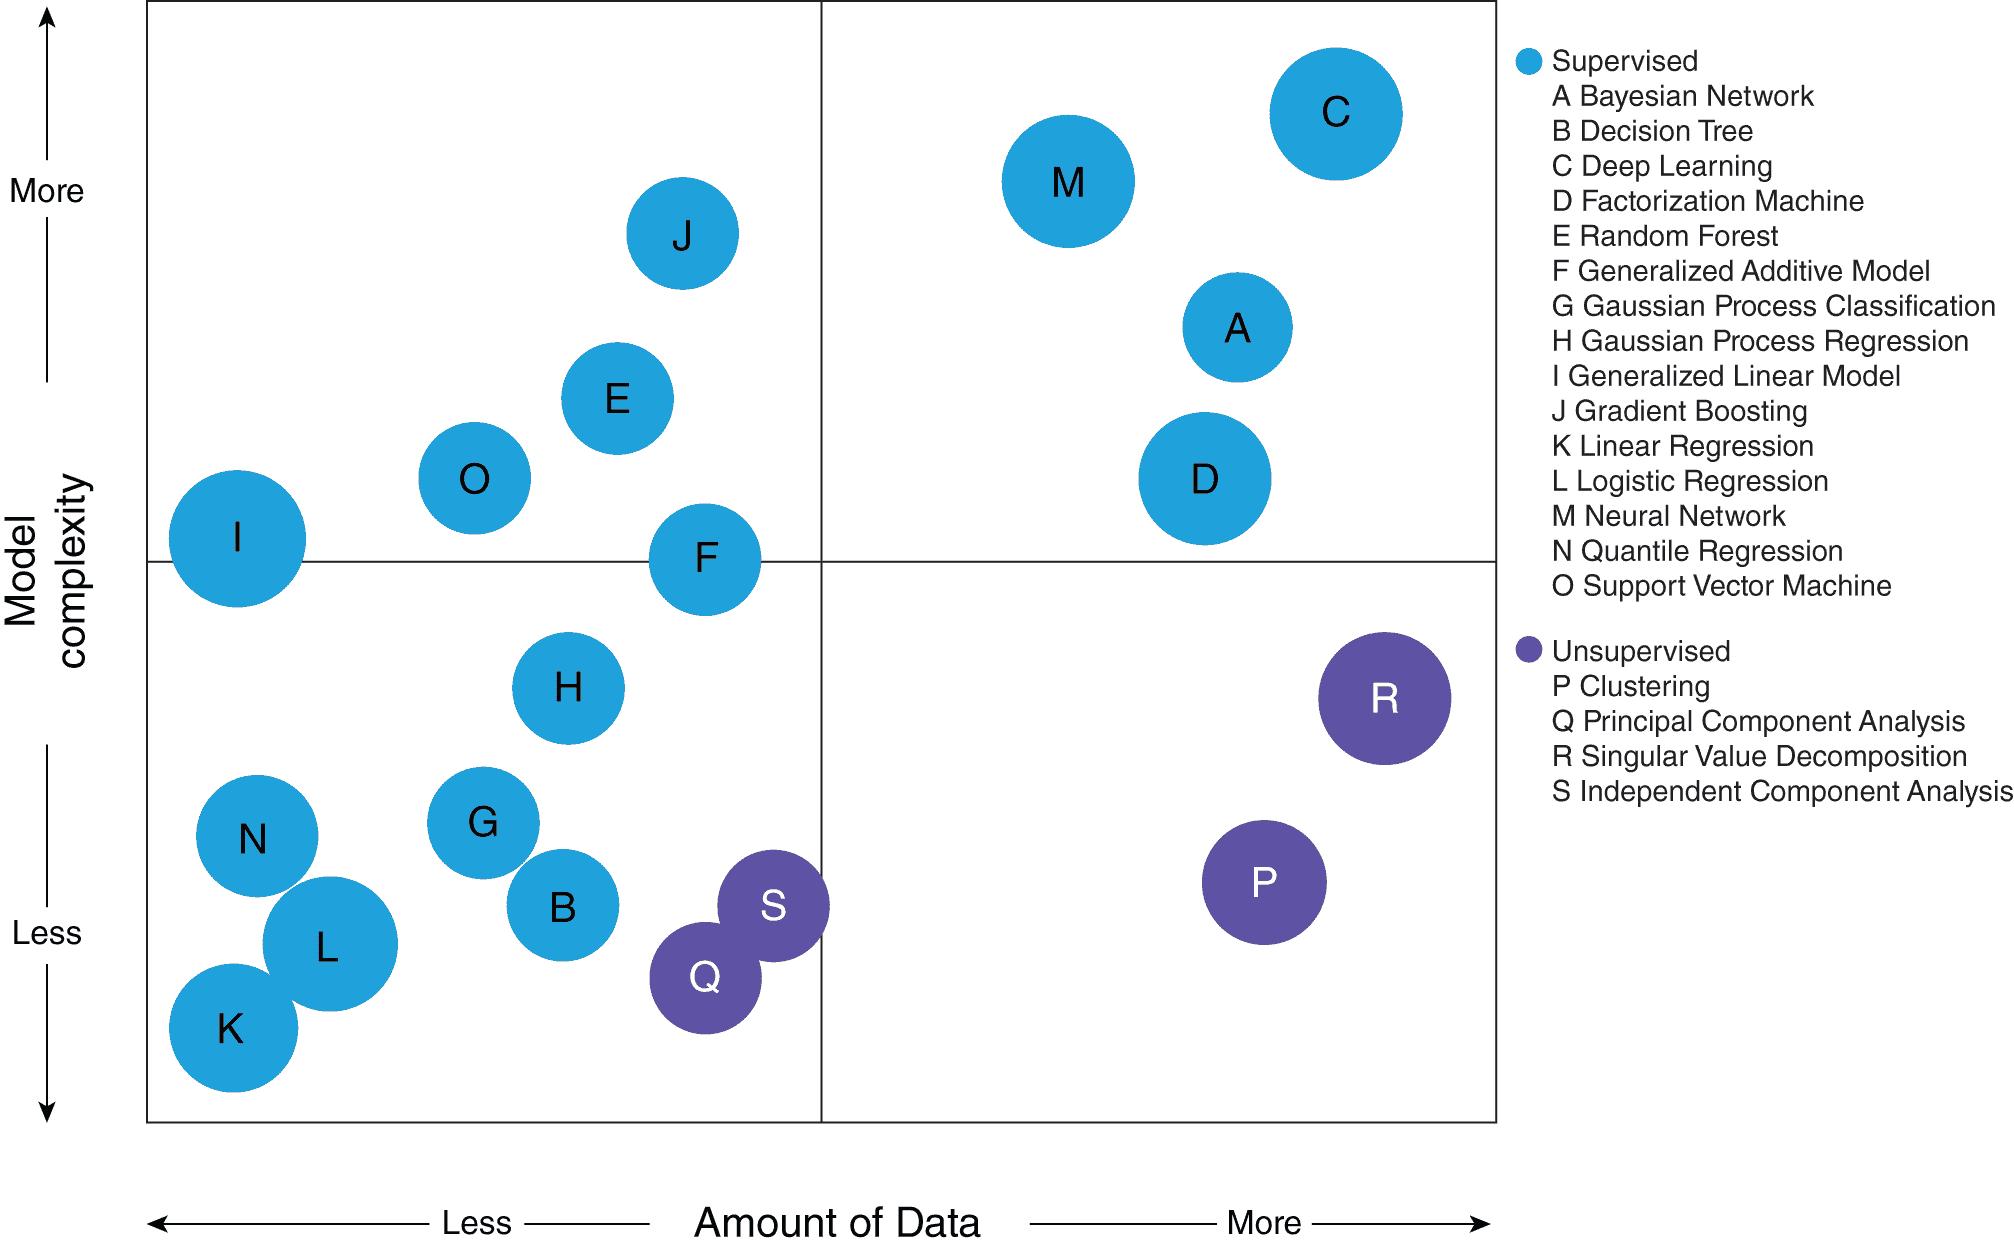 More
Model
complexity
Less
C
M
J
A
E
O
D
I
F
H
R
G
N
P
S
B
L
Q
K
Less
Amount of Data
More
Supervised
A Bayesian Network
B Decision Tree
C Deep Learning
D Factorization Machine
E Random Forest
F Generalized Additive Model
G Gaussian Process Classification
H Gaussian Process Regression
I Generalized Linear Model
J Gradient Boosting
K Linear Regression
L Logistic Regression
M Neural Network
N Quantile Regression
O Support Vector Machine
Unsupervised
P Clustering
Q Principal Component Analysis
R Singular Value Decomposition
S Independent Component Analysis